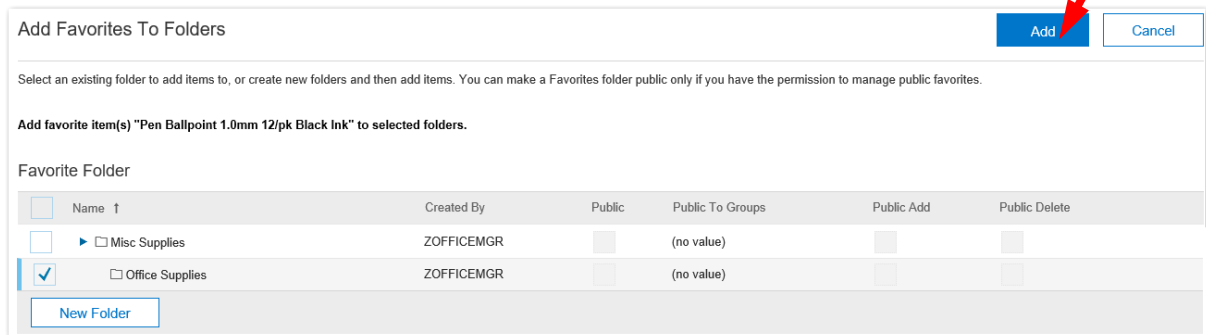 Add Favorites To Folders
Add
Cancel
Select an existing folder to add items to, or create new folders and then add items. You can make a Favorites folder public only if you have the permission to manage public favorites.
Add favorite item(s) "Pen Ballpoint 1.0mm 12/pk Black Ink" to selected folders.
Favorite Folder
Name ↑ Created By Public Public To Groups Public Add Public Delete
Misc Supplies ZOFFICEMGR (no value)
Office Supplies ZOFFICEMGR (no value)
New Folder